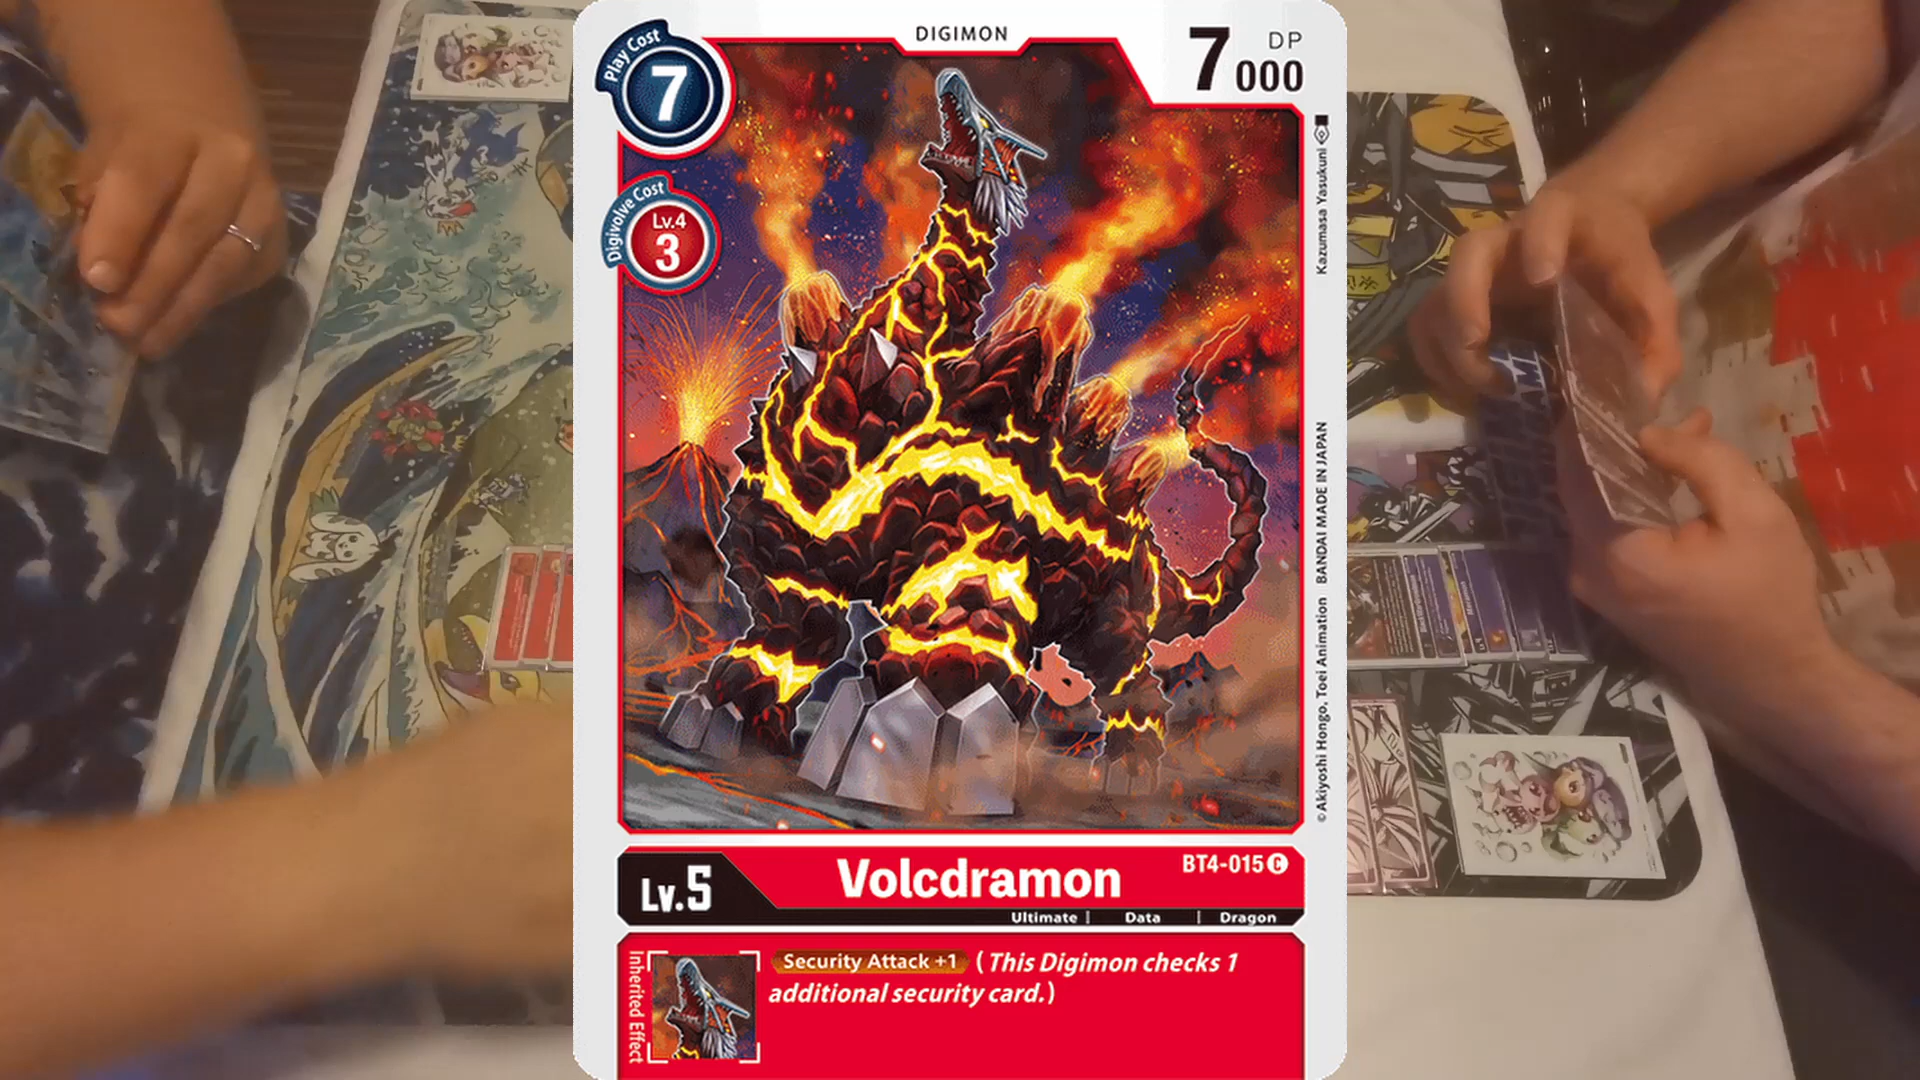 Play Cost
7
DIGIMON
DP
7000
Digivolve Cost
Lv.4
3
Kazumasa Yasukuni
©Akiyoshi Hongo, Toei Animation BANDAI MADE IN JAPAN
Lv.5
Volcdramon
BT4-015 C
Ultimate | Data | Dragon
Inherited Effect
Security Attack +1 (This Digimon checks 1
additional security card.)